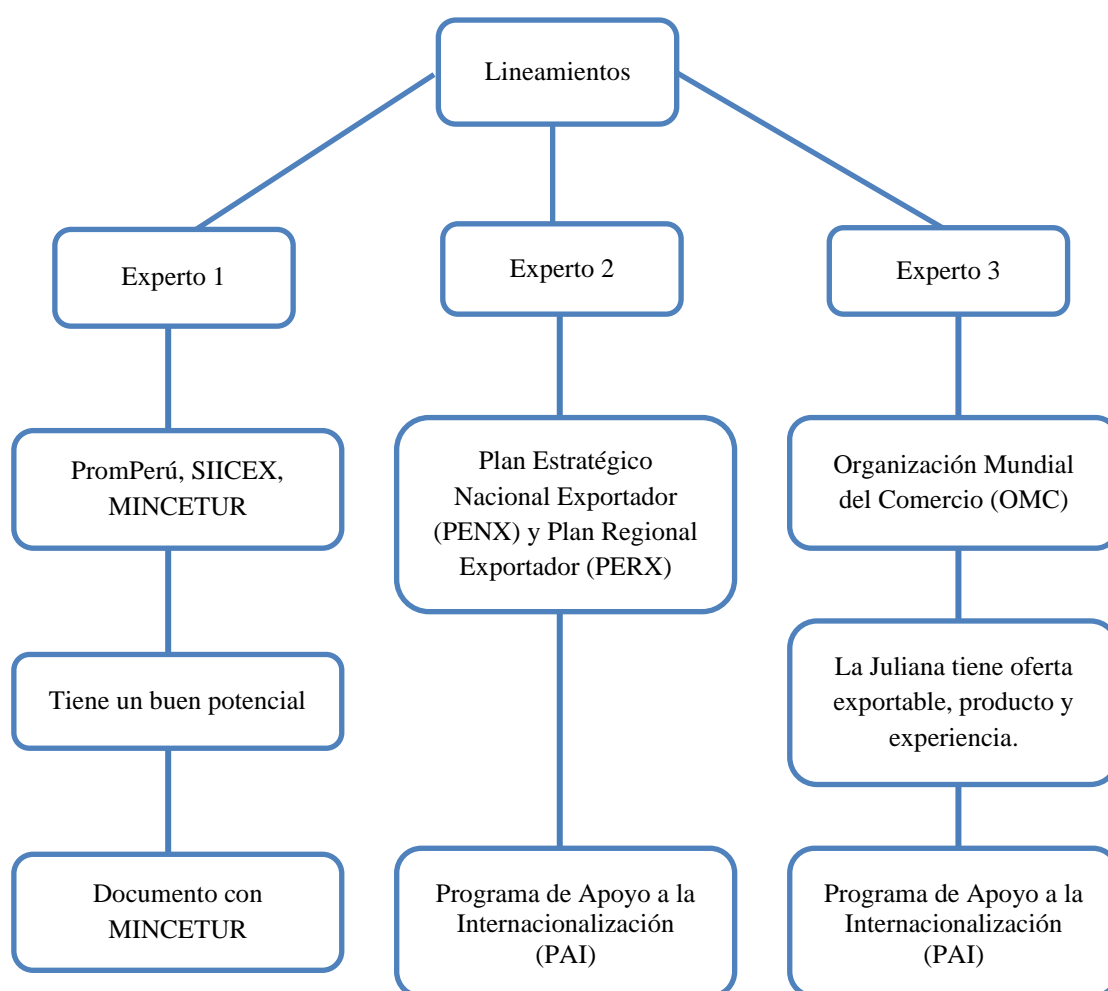 Lineamientos
Experto 1
Experto 2
Experto 3
PromPerú, SIICEX,
MINCETUR
Plan Estratégico
Nacional Exportador
(PENX) y Plan Regional
Exportador (PERX)
Organización Mundial
del Comercio (OMC)
Tiene un buen potencial
La Juliana tiene oferta
exportable, producto y
experiencia.
Documento con
MINCETUR
Programa de Apoyo a la
Internacionalización
(PAI)
Programa de Apoyo a la
Internacionalización
(PAI)